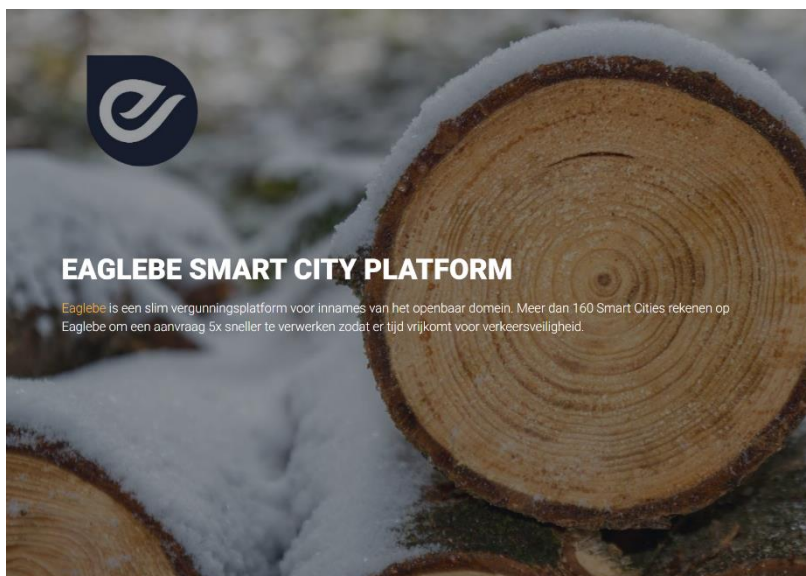 EAGLEBE SMART CITY PLATFORM
Eaglebe is een slim vergunningsplatform voor innames van het openbaar domein. Meer dan 160 Smart Cities rekenen op
Eaglebe om een aanvraag 5x sneller te verwerken zodat er tijd vrijkomt voor verkeersveiligheid.